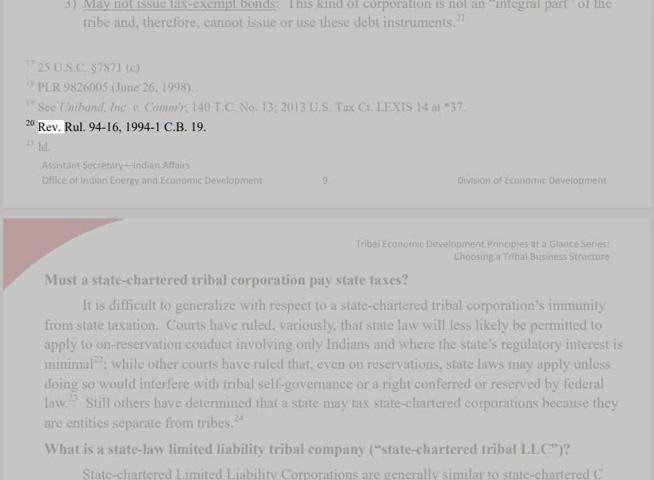 3) May not issue tax-exempt bonds: This kind of corporation is not an “integral part” of the
tribe and, therefore, cannot issue or use these debt instruments.21
17 25 U.S.C. §7871 (c)
18 PLR 9826005 (June 26, 1998).
19 See Uniband, Inc. v. Comm'r, 140 T.C. No. 13; 2013 U.S. Tax Ct. LEXIS 14 at *37.
20 Rev. Rul. 94-16, 1994-1 C.B. 19.
21 Id.
Assistant Secretary—Indian Affairs
Office of Indian Energy and Economic Development 9 Division of Economic Development
Tribal Economic Development Principles at a Glance Series:
Choosing a Tribal Business Structure
Must a state-chartered tribal corporation pay state taxes?
It is difficult to generalize with respect to a state-chartered tribal corporation’s immunity
from state taxation. Courts have ruled, variously, that state law will less likely be permitted to
apply to on-reservation conduct involving only Indians and where the state’s regulatory interest is
minimal22; while other courts have ruled that, even on reservations, state laws may apply unless
doing so would interfere with tribal self-governance or a right conferred or reserved by federal
law.23 Still others have determined that a state may tax state-chartered corporations because they
are entities separate from tribes.24
What is a state-law limited liability tribal company (“state-chartered tribal LLC”)?
State-chartered Limited Liability Corporations are generally similar to state-chartered C